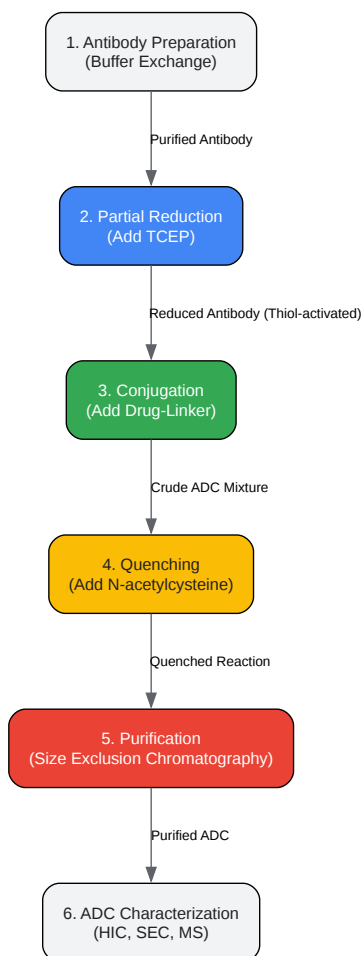 1. Antibody Preparation
(Buffer Exchange)
Purified Antibody
2. Partial Reduction
(Add TCEP)
Reduced Antibody (Thiol-activated)
3. Conjugation
(Add Drug-Linker)
Crude ADC Mixture
4. Quenching
(Add N-acetylcysteine)
Quenched Reaction
5. Purification
(Size Exclusion Chromatography)
Purified ADC
6. ADC Characterization
(HIC, SEC, MS)